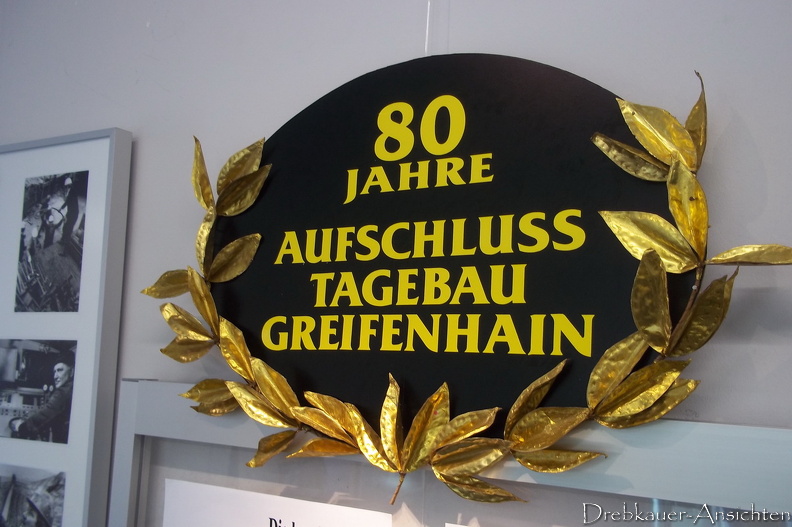 80
JAHRE
AUFSCHLUSS
TAGEBAU
GREIFENHAIN
Drebkauer-Ansichten